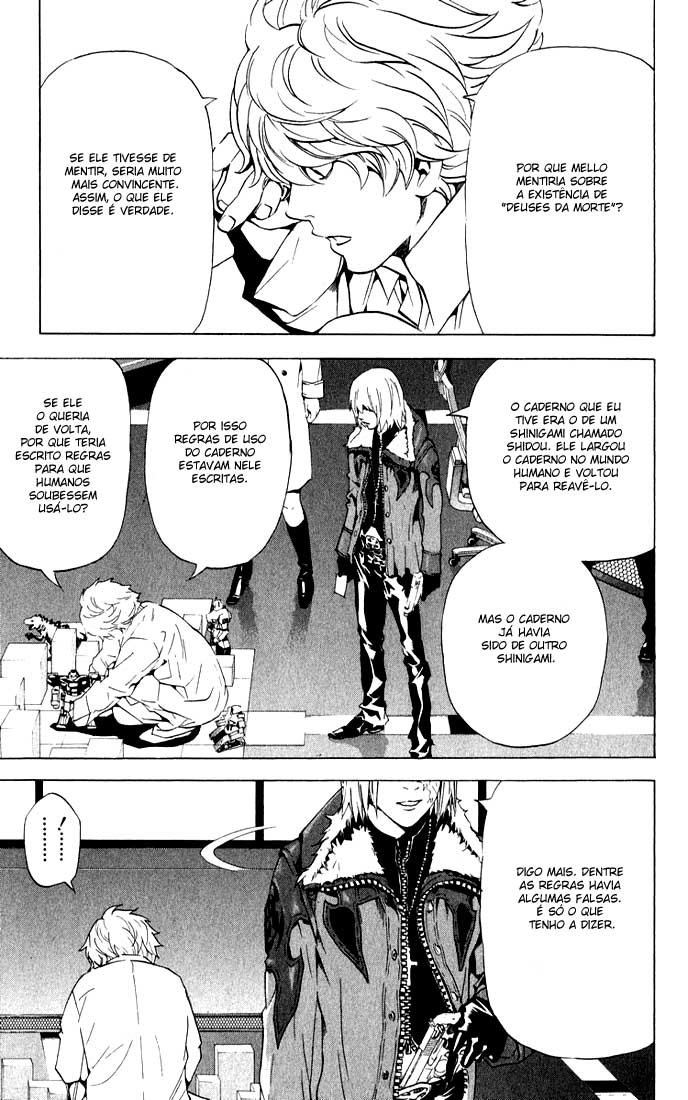 POR QUE MELLO
MENTIRIA SOBRE
A EXISTÊNCIA DE
"DEUSES DA MORTE"?
SE ELE TIVESSE DE
MENTIR, SERIA MUITO
MAIS CONVINCENTE.
ASSIM, O QUE ELE
DISSE É VERDADE.
O CADERNO QUE EU
TIVE ERA O DE UM
SHINIGAMI CHAMADO
SHIDOU. ELE LARGOU
O CADERNO NO MUNDO
HUMANO E VOLTOU
PARA REAVÊ-LO.
MAS O CADERNO
JÁ HAVIA
SIDO DE OUTRO
SHINIGAMI.
POR ISSO
REGRAS DE USO
DO CADERNO
ESTAVAM NELE
ESCRITAS.
SE ELE
O QUERIA
DE VOLTA,
POR QUE TERIA
ESCRITO REGRAS
PARA QUE
HUMANOS
SOUBESSEM
USÁ-LO?
DIGO MAIS. DENTRE
AS REGRAS HAVIA
ALGUMAS FALSAS.
É SÓ O QUE
TENHO A DIZER.
......!
......